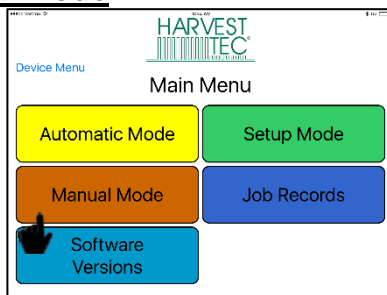 HARVEST
TEC
Device Menu
Main Menu
Automatic Mode
Setup Mode
Manual Mode
Job Records
Software
Versions